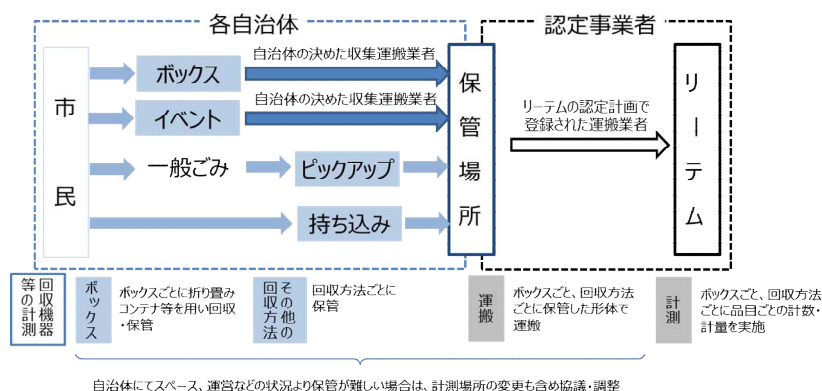 各自治体
認定事業者
市民
ボックス
自治体の決めた収集運搬業者
イベント
自治体の決めた収集運搬業者
一般ごみ
ピックアップ
持ち込み
保管場所
リーテムの認定計画で
登録された運搬業者
リーテム
回収機器
等の計測
ボックス
ボックスごとに折り畳み
コンテナ等を用い回収
・保管
その他の
回収方法
回収方法ごとに
保管
運搬
ボックスごと、回収方法
ごとに保管した形体で
運搬
計測
ボックスごと、回収方法
ごとに品目ごとの計数・
計量を実施
自治体にてスペース、運営などの状況より保管が難しい場合は、計測場所の変更も含め協議・調整